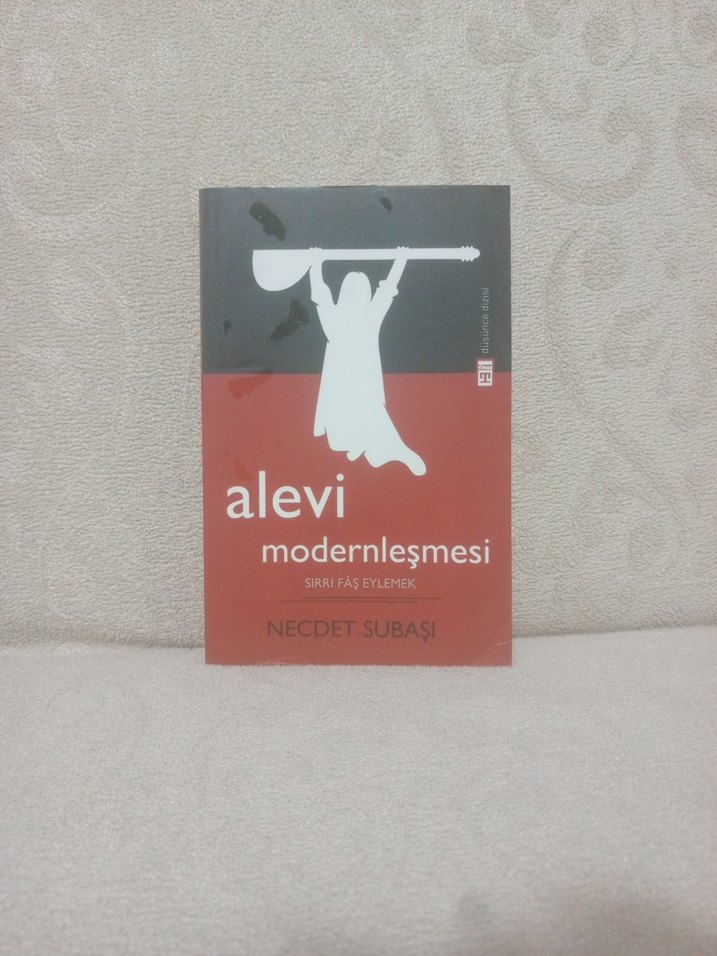 düşünce dizisi
TİMAŞ
alevi
modernleşmesi
SIRRI FÂŞ EYLEMEK
NECDET SUBAŞI